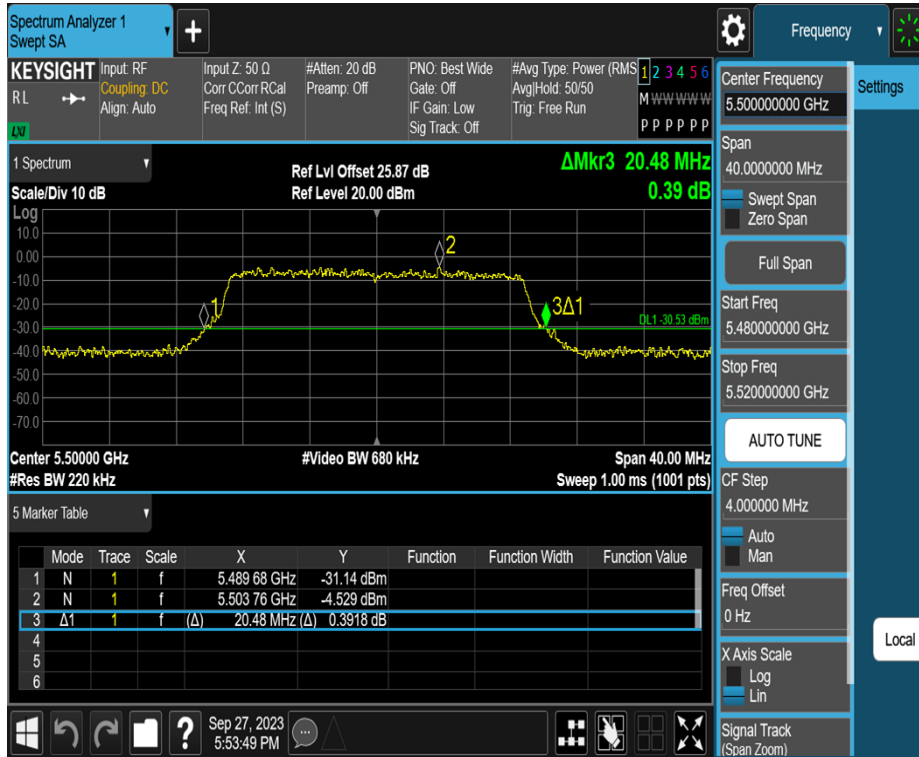 Spectrum Analyzer 1
Swept SA
+
Frequency
KEYSIGHT
R L
LXI
Input: RF
Coupling: DC
Align: Auto
Input Z: 50 Ω
Corr CCorr RCal
Freq Ref: Int (S)
#Atten: 20 dB
Preamp: Off
PNO: Best Wide
Gate: Off
IF Gain: Low
Sig Track: Off
#Avg Type: Power (RMS
Avg|Hold: 50/50
Trig: Free Run
1 2 3 4 5 6
M W W W W W
P P P P P P
1 Spectrum
Scale/Div 10 dB
Ref Lvl Offset 25.87 dB
Ref Level 20.00 dBm
ΔMkr3 20.48 MHz
0.39 dB
Log
10.0
0.00
-10.0
-20.0
-30.0
-40.0
-50.0
-60.0
-70.0
1
2
3Δ1
DL1 -30.53 dBm
Center 5.50000 GHz
#Video BW 680 kHz
Span 40.00 MHz
#Res BW 220 kHz
Sweep 1.00 ms (1001 pts)
5 Marker Table
Mode Trace Scale X Y Function Function Width Function Value
1 N 1 f 5.489 68 GHz -31.14 dBm
2 N 1 f 5.503 76 GHz -4.529 dBm
3 Δ1 1 f (Δ) 20.48 MHz (Δ) 0.3918 dB
4
5
6
?
Sep 27, 2023
5:53:49 PM
Center Frequency
5.500000000 GHz
Settings
Span
40.0000000 MHz
Swept Span
Zero Span
Full Span
Start Freq
5.480000000 GHz
Stop Freq
5.520000000 GHz
AUTO TUNE
CF Step
4.000000 MHz
Auto
Man
Freq Offset
0 Hz
Local
X Axis Scale
Log
Lin
Signal Track
(Span Zoom)